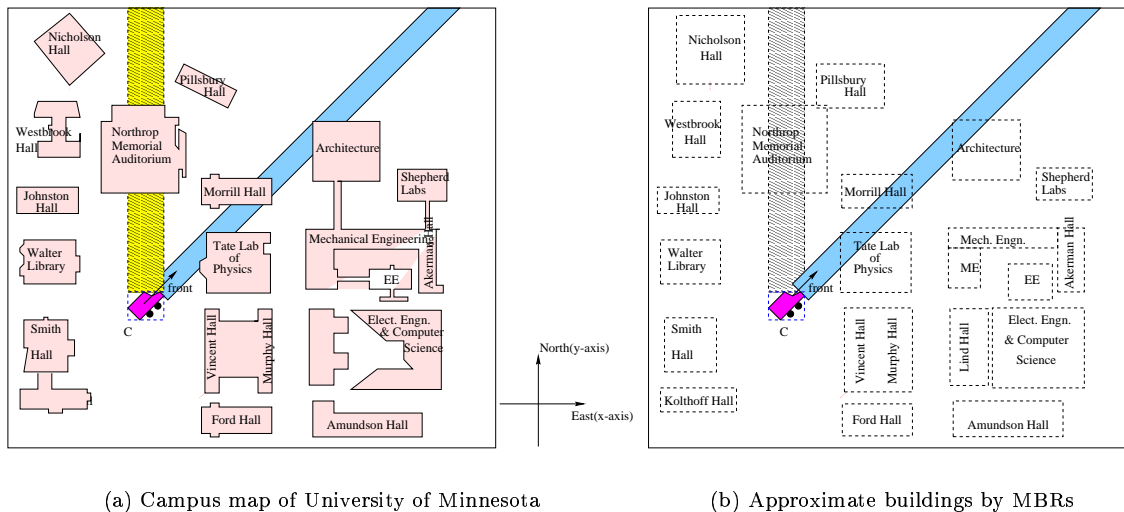 Nicholson
Hall
Pillsbury
Hall
Westbrook
Hall
Northrop
Memorial
Auditorium
Architecture
Johnston
Hall
Morrill Hall
Shepherd
Labs
Walter
Library
Tate Lab
of
Physics
Mechanical Engineering
Akerman Hall
EE
front
C
Smith
Hall
Vincent Hall
Murphy Hall
Elect. Engn.
& Computer
Science
Ford Hall
Amundson Hall
North(y-axis)
East(x-axis)
Nicholson
Hall
Pillsbury
Hall
Westbrook
Hall
Northrop
Memorial
Auditorium
Architecture
Johnston
Hall
Morrill Hall
Shepherd
Labs
Walter
Library
Tate Lab
of
Physics
Mech. Engn.
Akerman Hall
ME
EE
front
C
Smith
Hall
Vincent Hall
Murphy Hall
Lind Hall
Elect. Engn.
& Computer
Science
Kolthoff Hall
Ford Hall
Amundson Hall
(a) Campus map of University of Minnesota
(b) Approximate buildings by MBRs